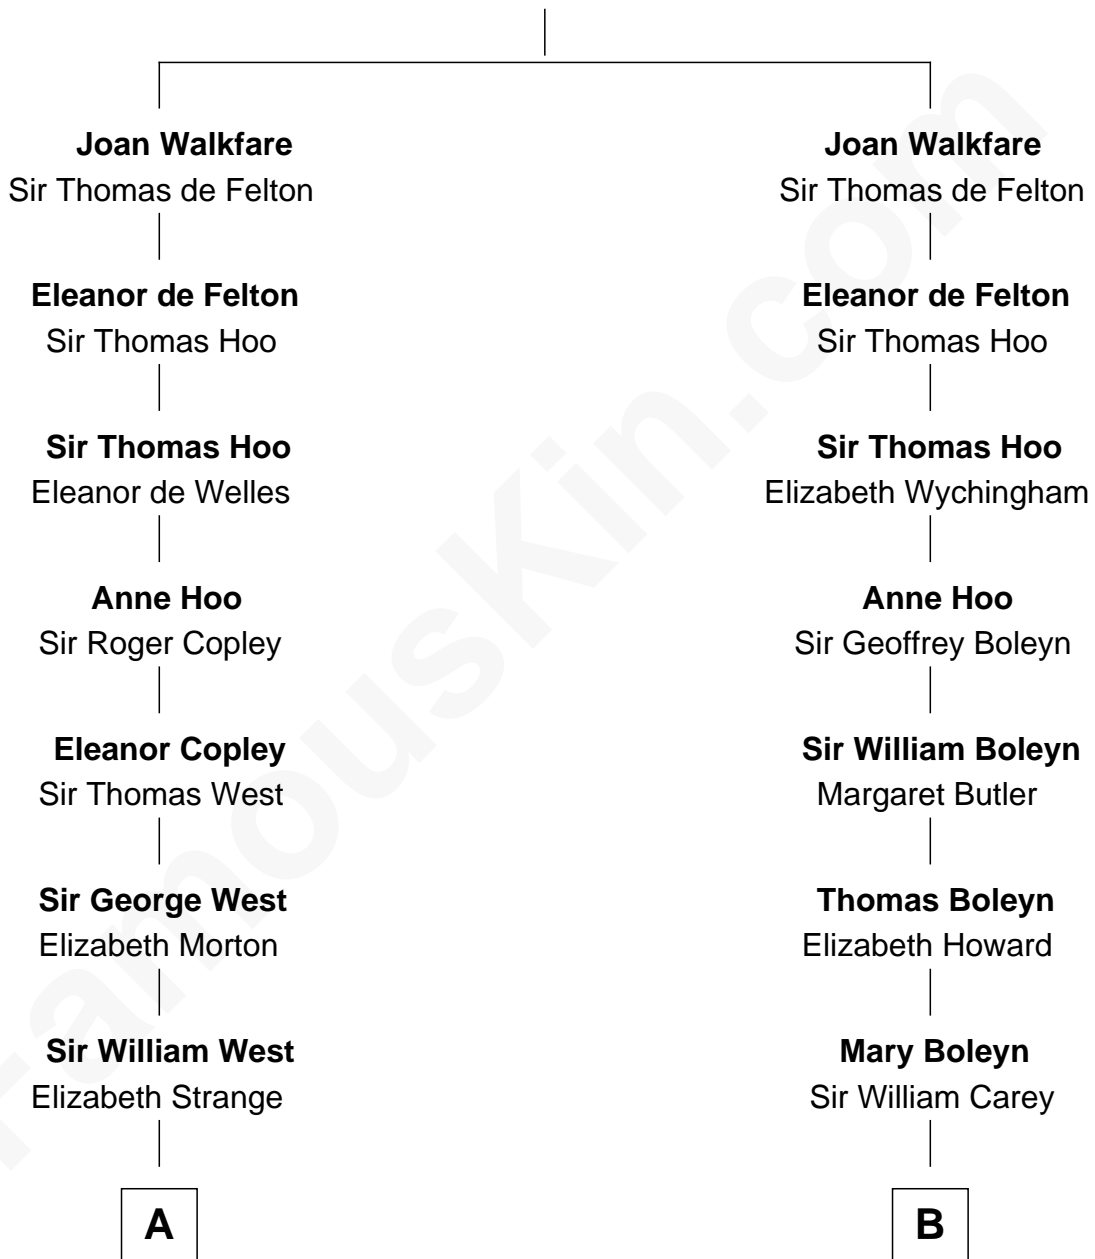 Joan Walkfare
Sir Thomas de Felton
Eleanor de Felton
Sir Thomas Hoo
Sir Thomas Hoo
Eleanor de Welles
Anne Hoo
Sir Roger Copley
Eleanor Copley
Sir Thomas West
Sir George West
Elizabeth Morton
Sir William West
Elizabeth Strange
A
Joan Walkfare
Sir Thomas de Felton
Eleanor de Felton
Sir Thomas Hoo
Sir Thomas Hoo
Elizabeth Wychingham
Anne Hoo
Sir Geoffrey Boleyn
Sir William Boleyn
Margaret Butler
Thomas Boleyn
Elizabeth Howard
Mary Boleyn
Sir William Carey
B
FamousKin.com